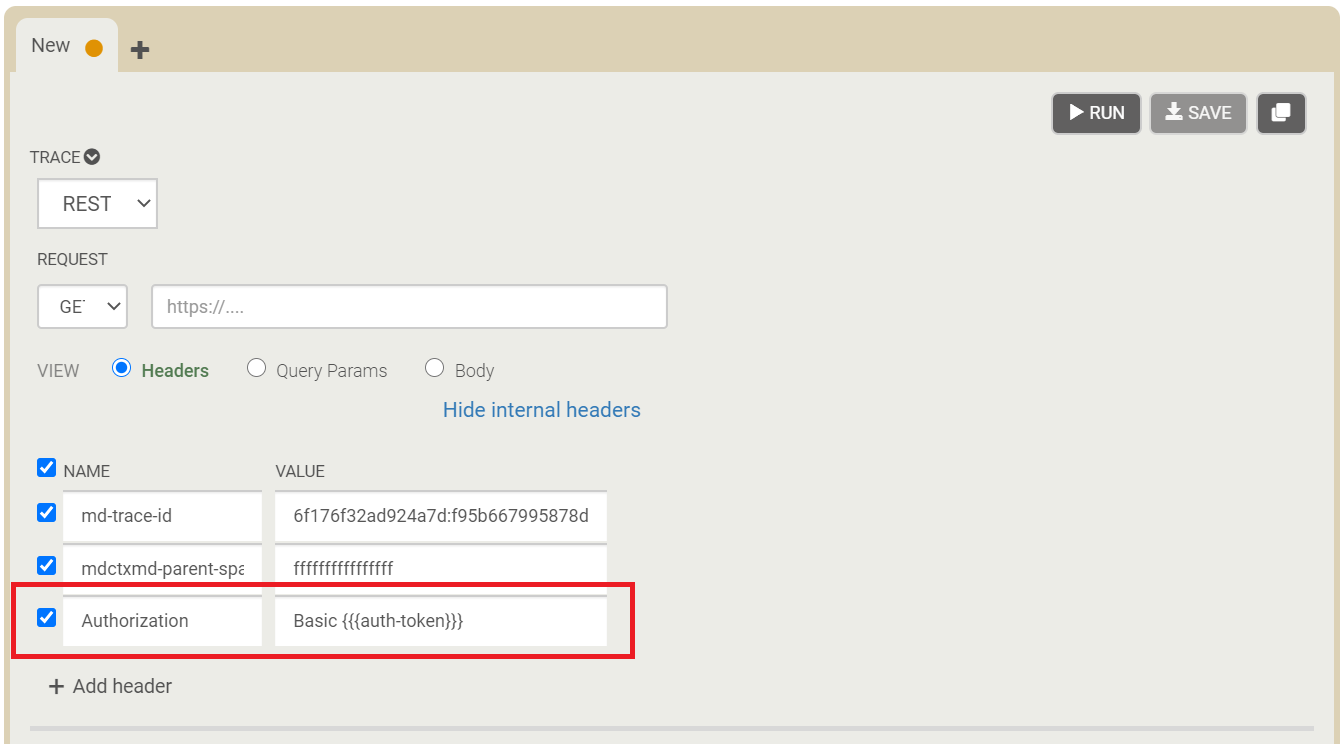 New
RUN SAVE
TRACE
REST
REQUEST
GET https://....
VIEW Headers Query Params Body
Hide internal headers
NAME VALUE
md-trace-id 6f176f32ad924a7d:f95b667995878d
mdctxmd-parent-spa ffffffffffffffff
Authorization Basic {{{auth-token}}}
Add header